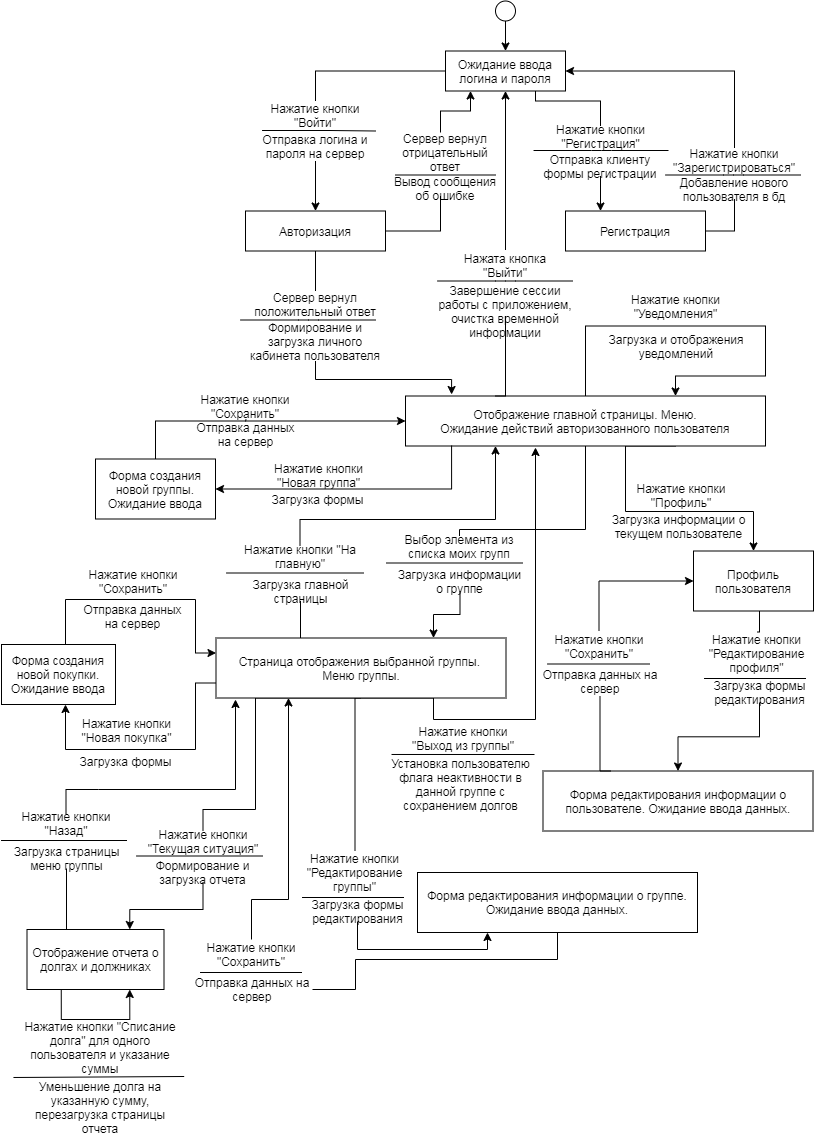 Ожидание ввода
логина и пароля
Нажатие кнопки
"Войти"
Отправка логина и
пароля на сервер
Сервер вернул
отрицательный
ответ
Вывод сообщения
об ошибке
Нажатие кнопки
"Регистрация"
Отправка клиенту
формы регистрации
Нажатие кнопки
"Зарегистрироваться"
Добавление нового
пользователя в бд
Авторизация
Регистрация
Нажата кнопка
"Выйти"
Завершение сессии
работы с приложением,
очистка временной
информации
Сервер вернул
положительный ответ
Формирование и
загрузка личного
кабинета пользователя
Нажатие кнопки
"Уведомления"
Загрузка и отображения
уведомлений
Нажатие кнопки
"Сохранить"
Отправка данных
на сервер
Отображение главной страницы. Меню.
Ожидание действий авторизованного пользователя
Форма создания
новой группы.
Ожидание ввода
Нажатие кнопки
"Новая группа"
Загрузка формы
Нажатие кнопки
"Профиль"
Загрузка информации о
текущем пользователе
Нажатие кнопки "На
главную"
Загрузка главной
страницы
Выбор элемента из
списка моих групп
Загрузка информации
о группе
Профиль
пользователя
Нажатие кнопки
"Сохранить"
Отправка данных
на сервер
Форма создания
новой покупки.
Ожидание ввода
Страница отображения выбранной группы.
Меню группы.
Нажатие кнопки
"Сохранить"
Отправка данных на
сервер
Нажатие кнопки
"Редактирование
профиля"
Загрузка формы
редактирования
Нажатие кнопки
"Новая покупка"
Загрузка формы
Нажатие кнопки
"Выход из группы"
Установка пользователю
флага неактивности в
данной группе с
сохранением долгов
Форма редактирования информации о
пользователе. Ожидание ввода данных.
Нажатие кнопки
"Назад"
Загрузка страницы
меню группы
Нажатие кнопки
"Текущая ситуация"
Формирование и
загрузка отчета
Нажатие кнопки
"Редактирование
группы"
Загрузка формы
редактирования
Форма редактирования информации о группе.
Ожидание ввода данных.
Отображение отчета о
долгах и должниках
Нажатие кнопки
"Сохранить"
Отправка данных на
сервер
Нажатие кнопки "Списание
долга" для одного
пользователя и указание
суммы
Уменьшение долга на
указанную сумму,
перезагрузка страницы
отчета